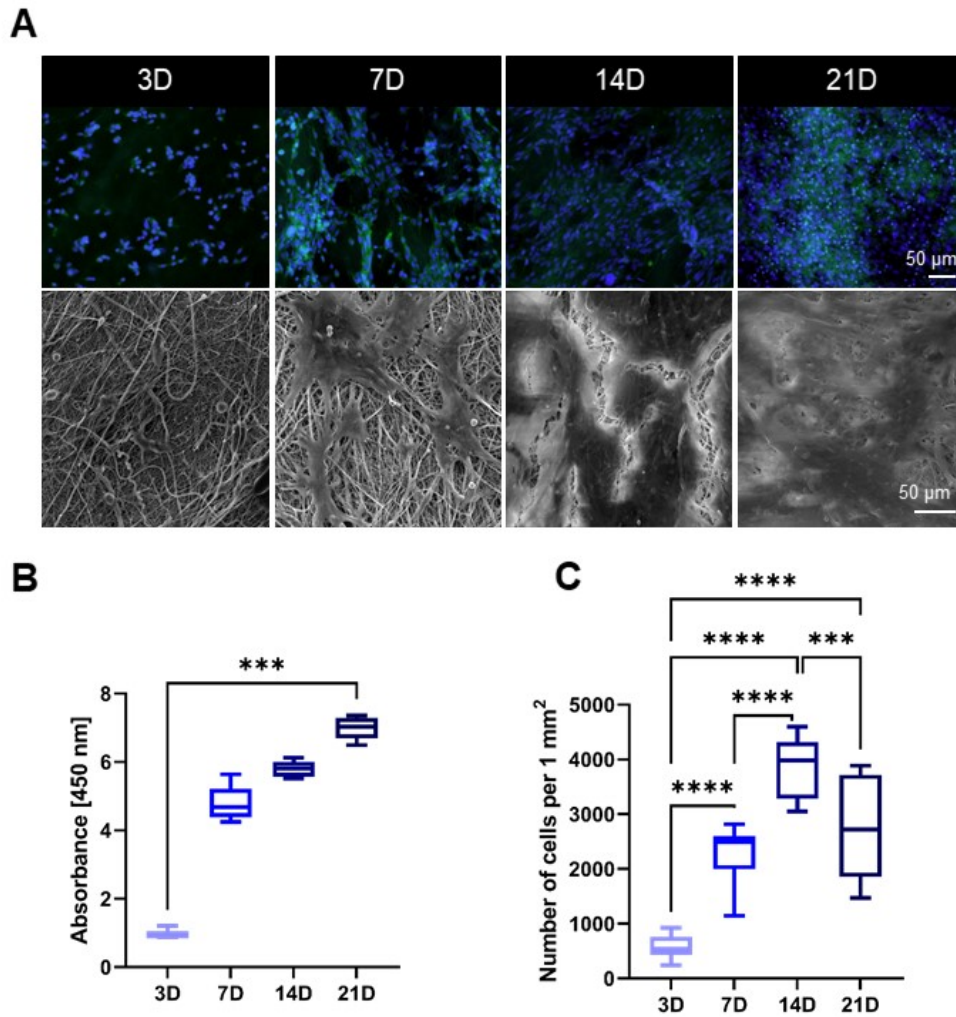 A
3D 7D 14D 21D
50 µm
50 µm
B
***
Absorbance [450 nm]
8
6
4
2
0
3D 7D 14D 21D
C
****
**** ***
****
****
Number of cells per 1 mm²
5000
4000
3000
2000
1000
0
3D 7D 14D 21D